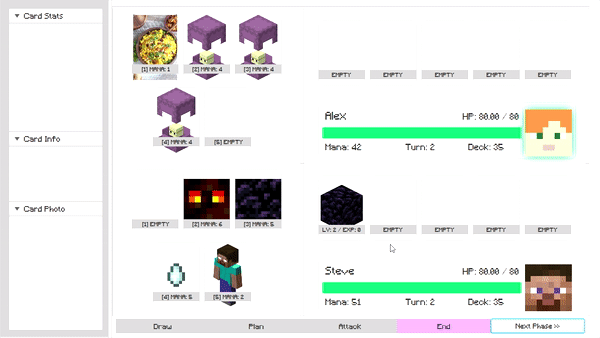 ▼ Card Stats
▼ Card Info
▼ Card Photo
[1] MANA: 1
[2] MANA: 4
[3] MANA: 4
[4] MANA: 4
[5] EMPTY
EMPTY
EMPTY
EMPTY
EMPTY
EMPTY
Alex
HP: 80.00 / 80
Mana: 42
Turn: 2
Deck: 35
[1] EMPTY
[2] MANA: 6
[3] MANA: 5
[4] MANA: 5
[5] MANA: 2
LV: 2 / EXP: 0
EMPTY
EMPTY
EMPTY
EMPTY
Steve
HP: 80.00 / 80
Mana: 51
Turn: 2
Deck: 35
Draw
Plan
Attack
End
Next Phase >>